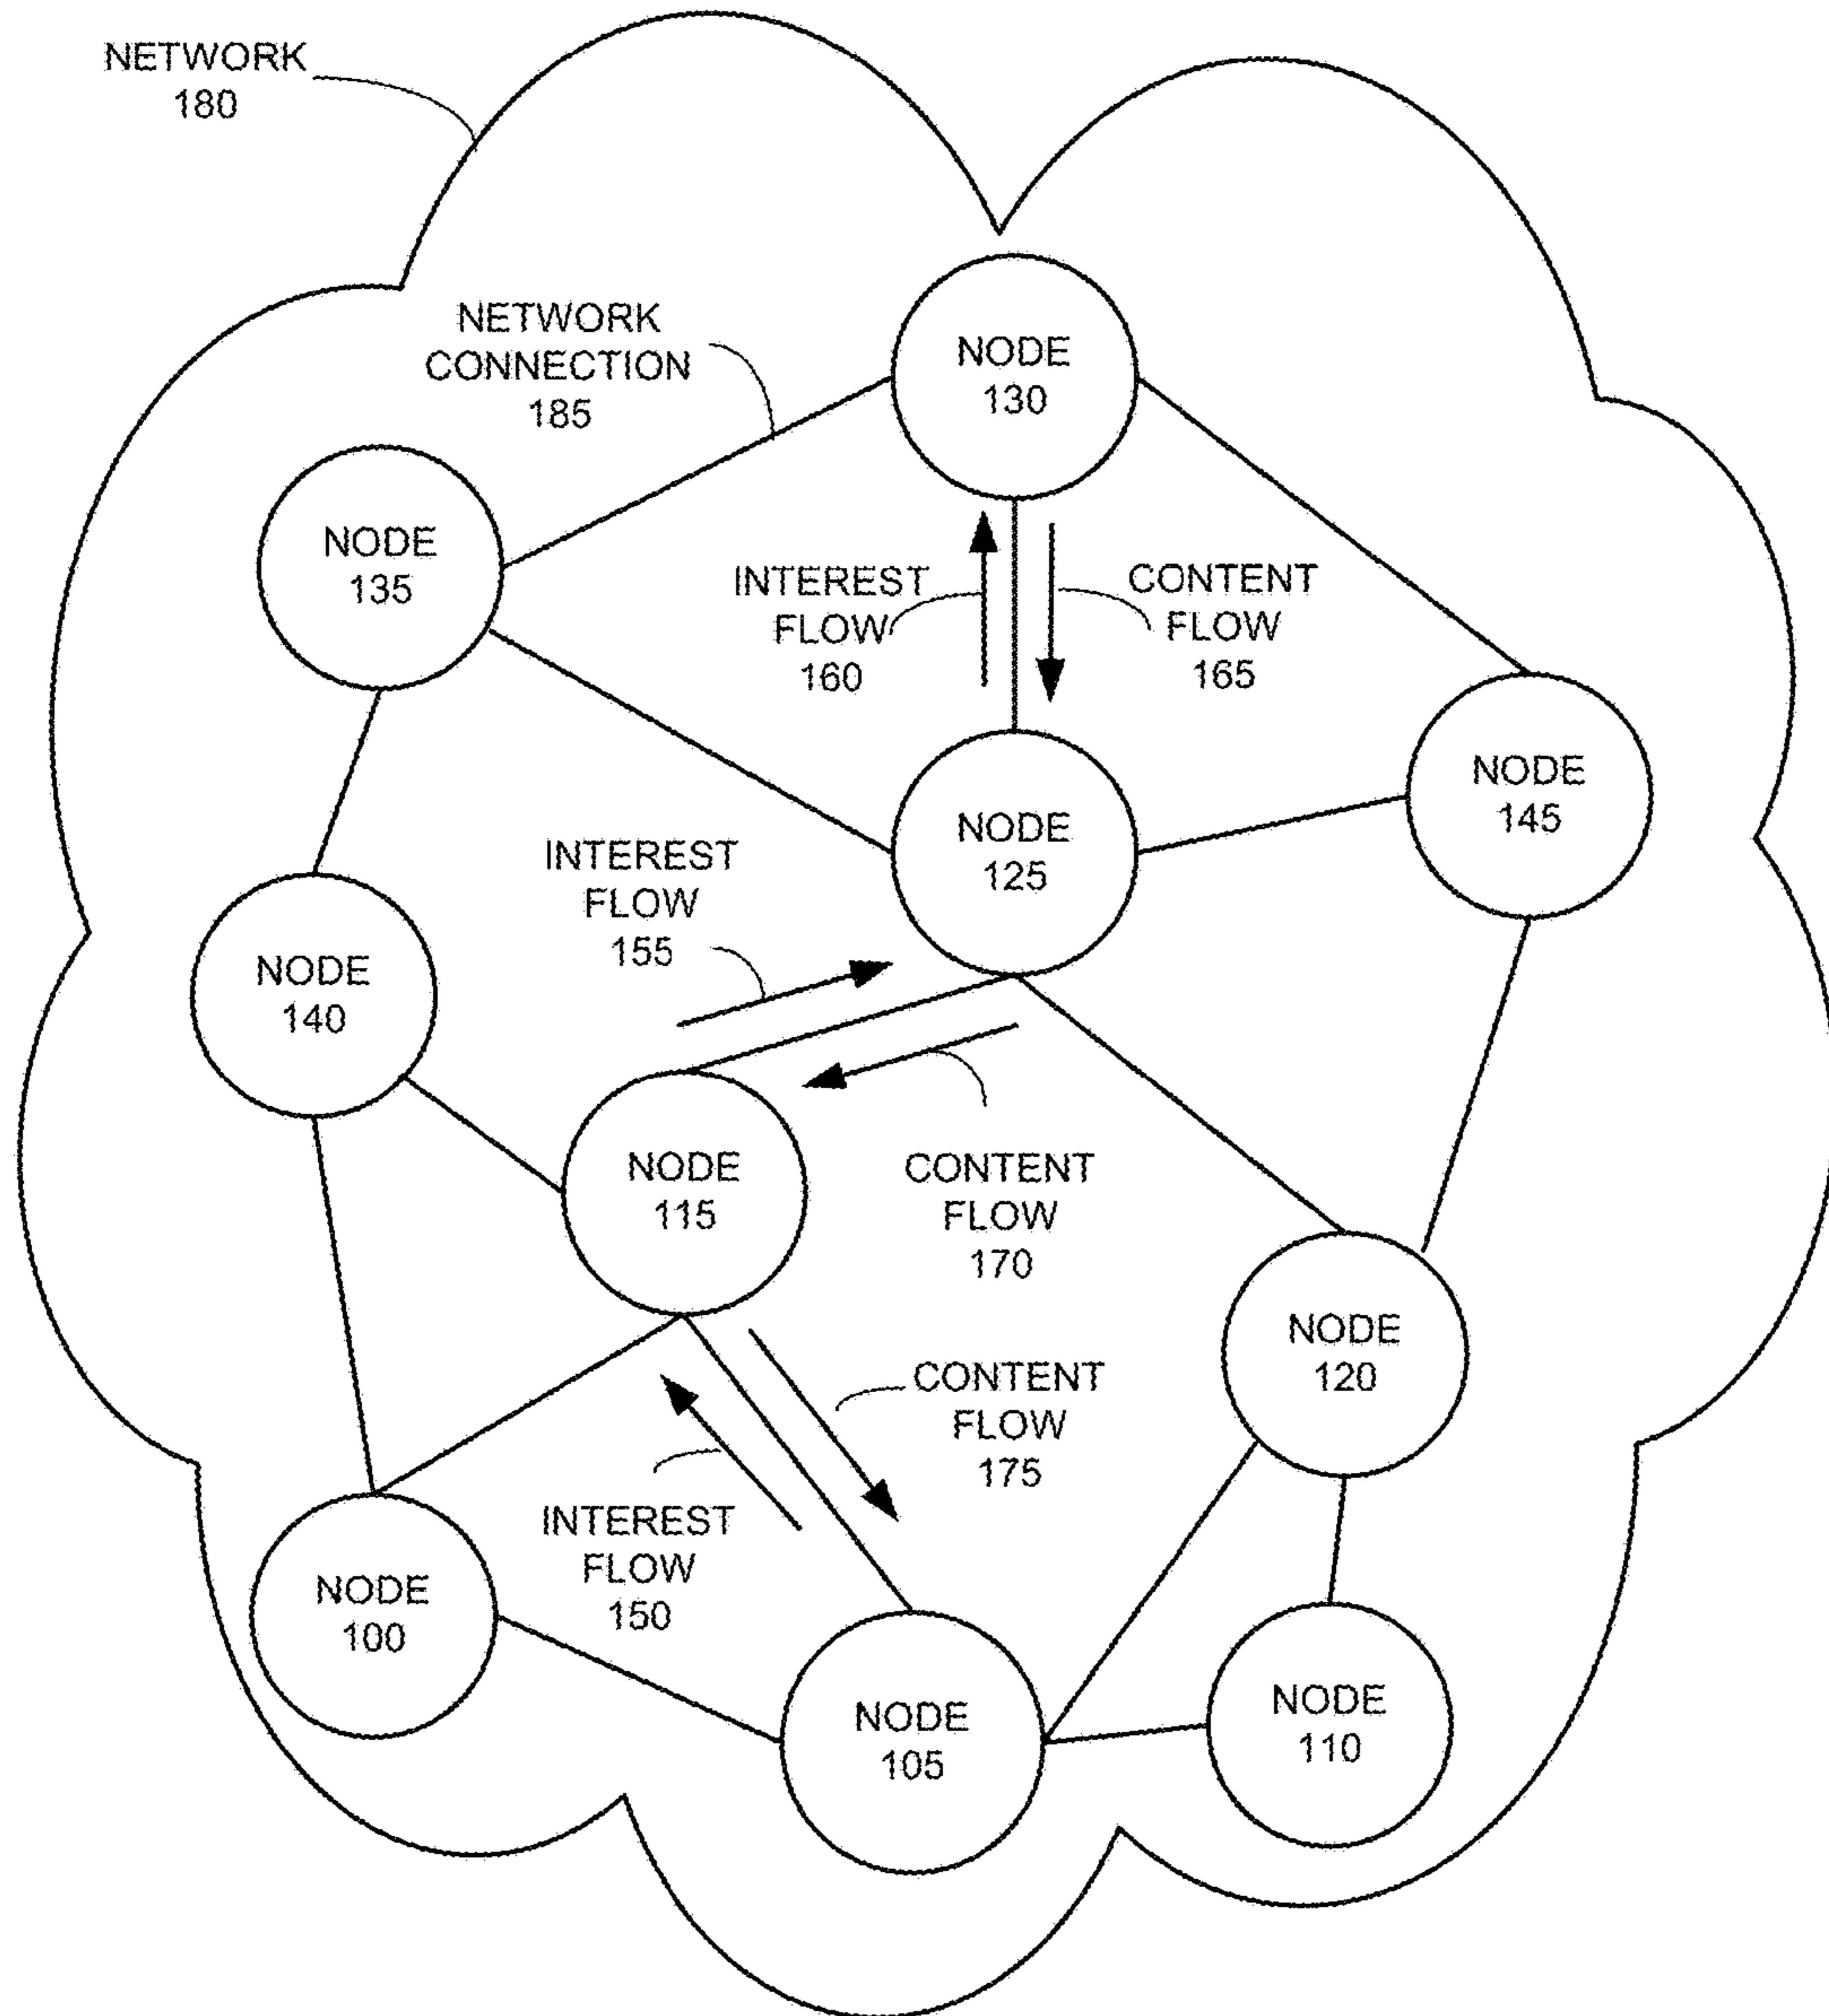 NETWORK
180
NETWORK
CONNECTION
185
NODE
130
NODE
135
INTEREST
FLOW
160
CONTENT
FLOW
165
NODE
145
NODE
125
INTEREST
FLOW
155
NODE
140
NODE
115
CONTENT
FLOW
170
NODE
120
CONTENT
FLOW
175
INTEREST
FLOW
150
NODE
100
NODE
105
NODE
110